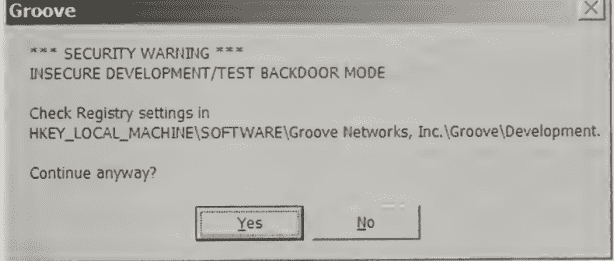 Groove
*** SECURITY WARNING ***
INSECURE DEVELOPMENT/TEST BACKDOOR MODE
Check Registry settings in
HKEY_LOCAL_MACHINE\SOFTWARE\Groove Networks, Inc.\Groove\Development.
Continue anyway?
Yes No